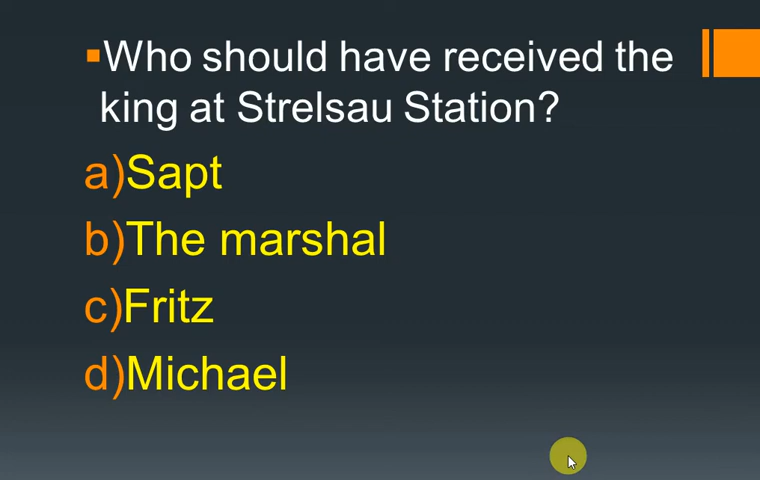 Who should have received the
king at Strelsau Station?
a)Sapt
b)The marshal
c)Fritz
d)Michael